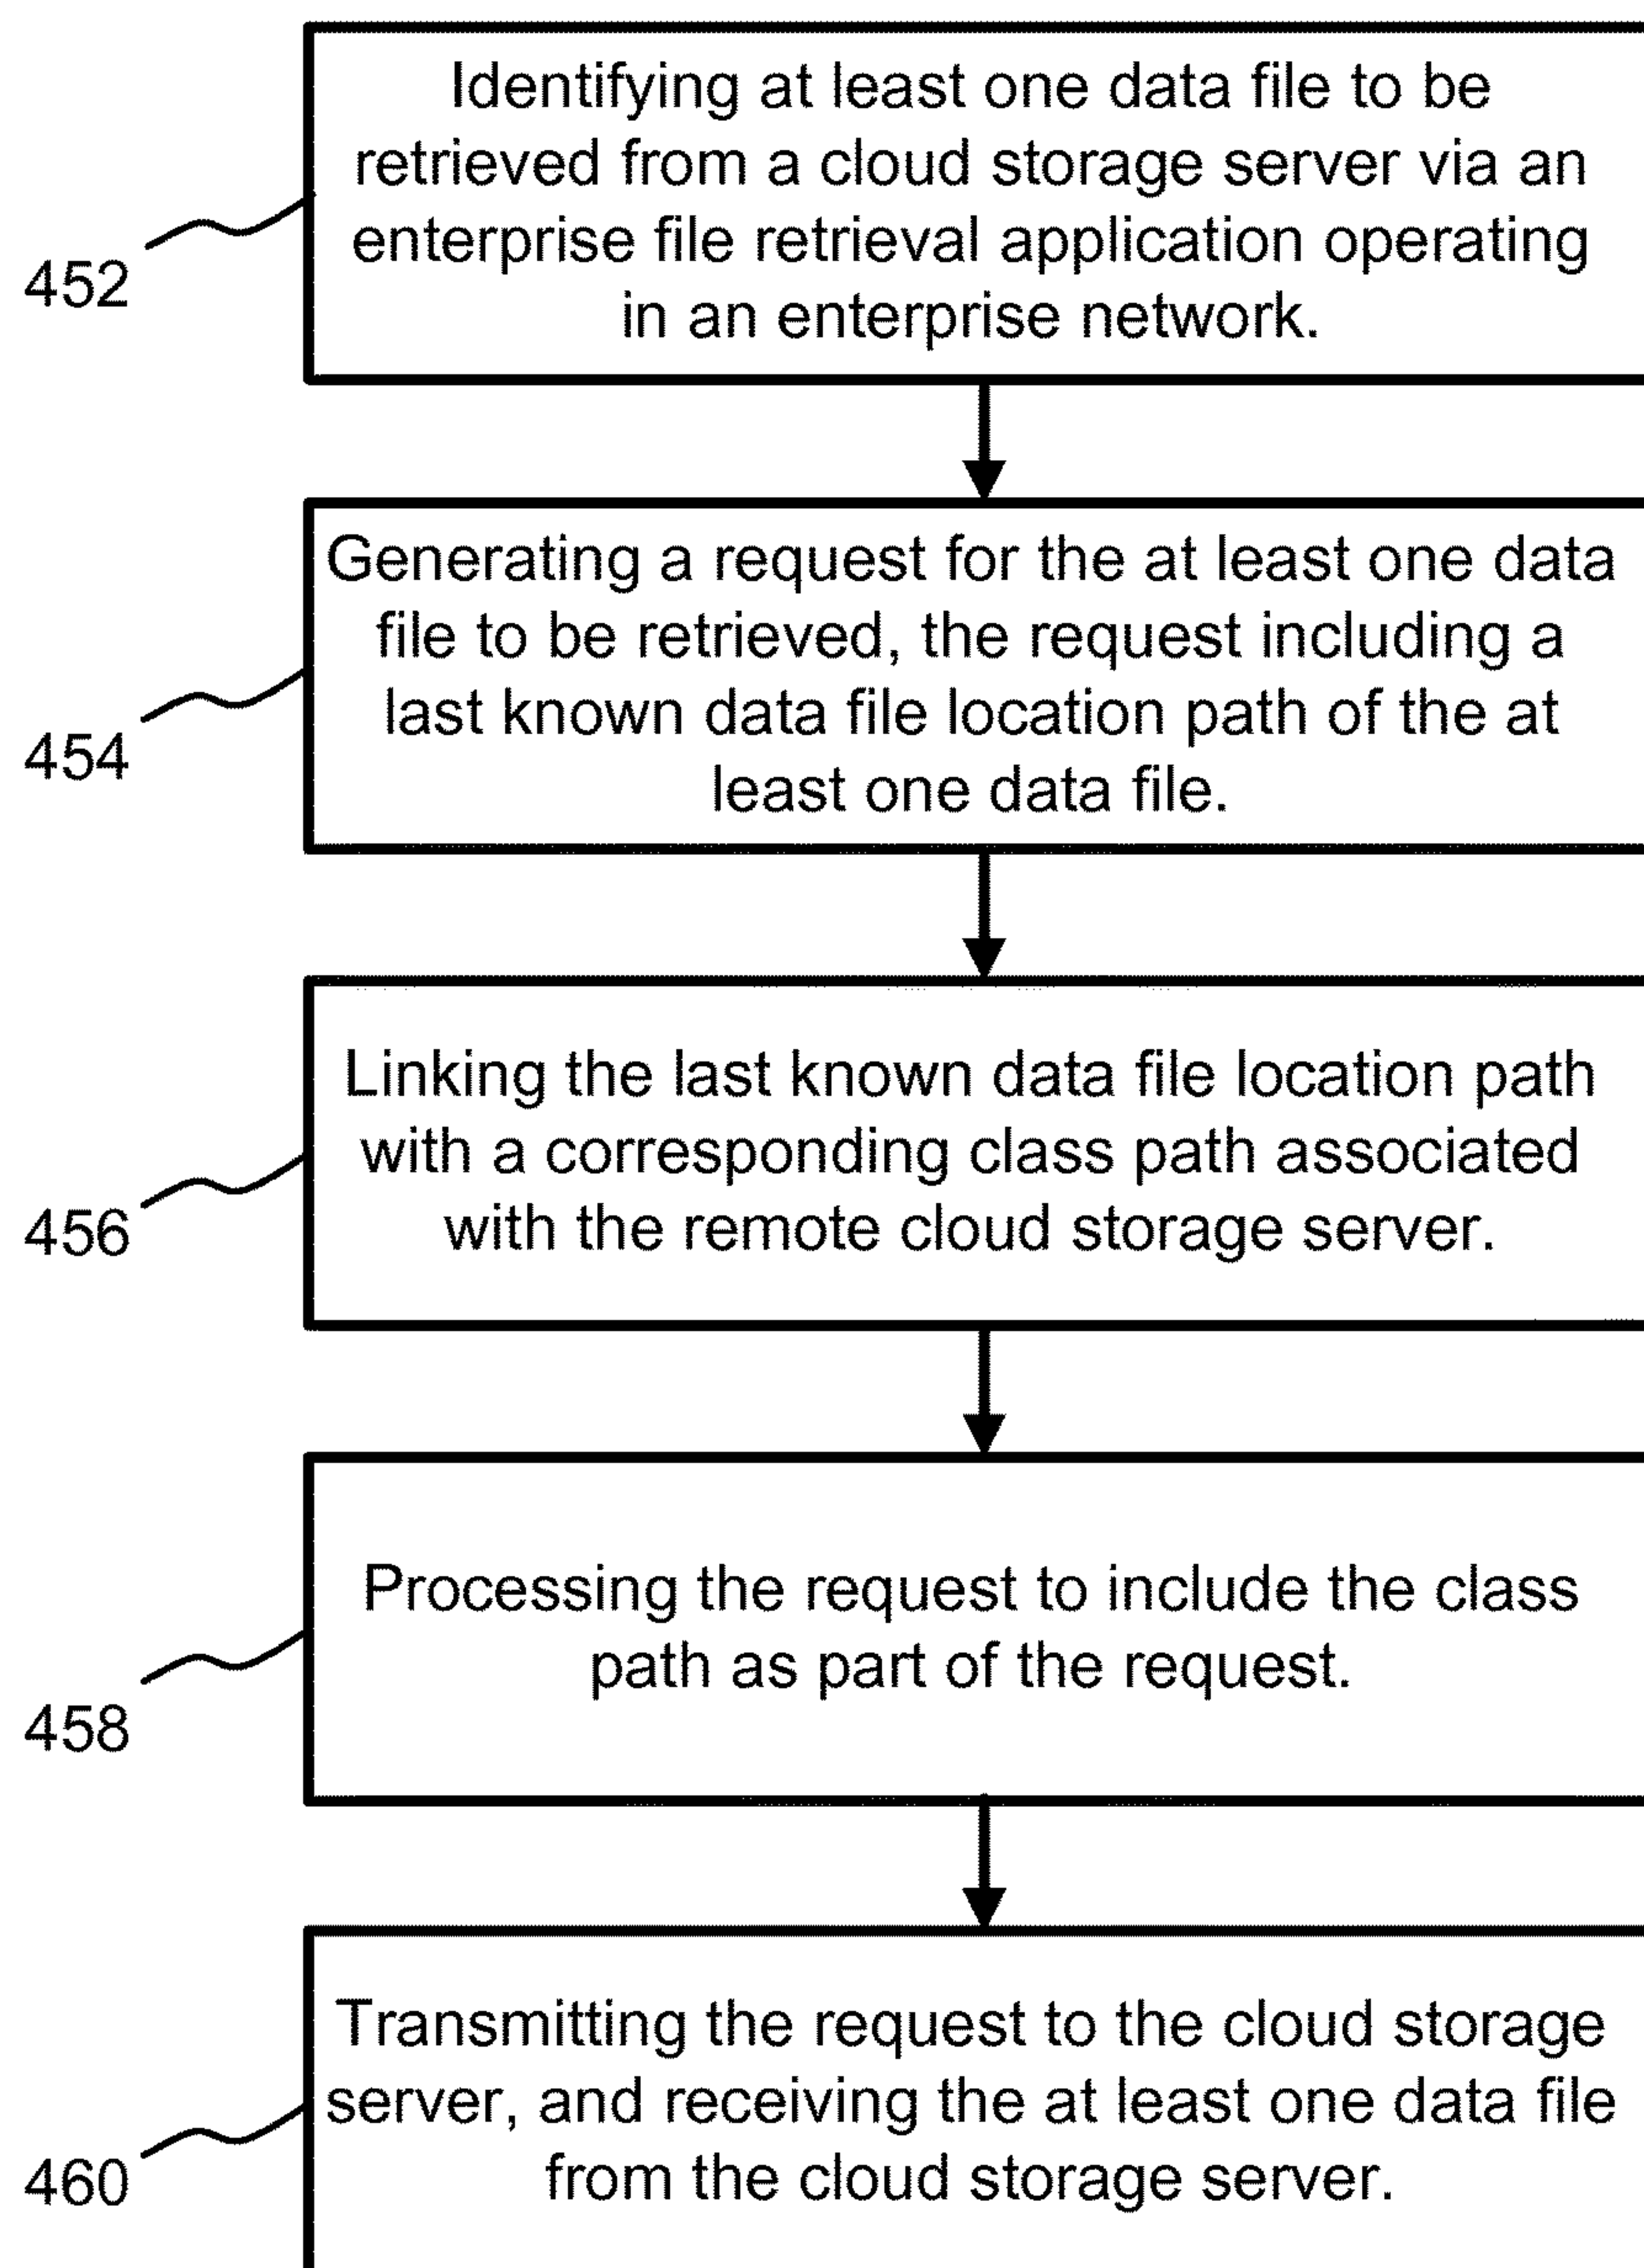 Identifying at least one data file to be
retrieved from a cloud storage server via an
enterprise file retrieval application operating
in an enterprise network.
452
Generating a request for the at least one data
file to be retrieved, the request including a
last known data file location path of the at
least one data file.
454
Linking the last known data file location path
with a corresponding class path associated
with the remote cloud storage server.
456
Processing the request to include the class
path as part of the request.
458
Transmitting the request to the cloud storage
server, and receiving the at least one data file
from the cloud storage server.
460